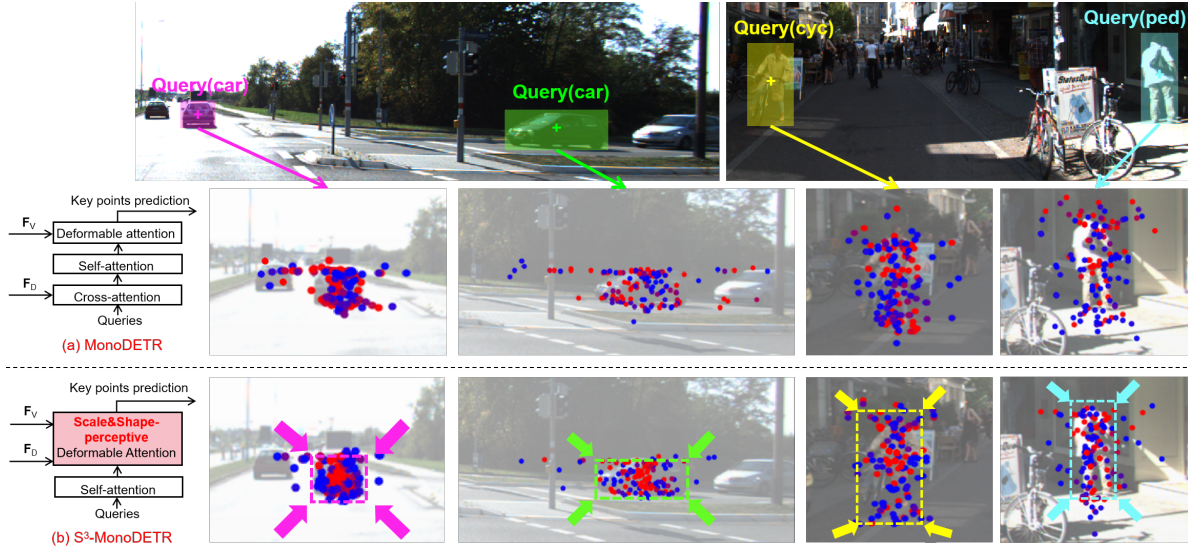 Query(car)
Query(car)
Query(cyc)
Query(ped)
StatusQuo
Key points prediction
F_V
Deformable attention
Self-attention
F_D
Cross-attention
Queries
(a) MonoDETR
Key points prediction
F_V
Scale&Shape-
perceptive
Deformable Attention
F_D
Self-attention
Queries
(b) S³-MonoDETR